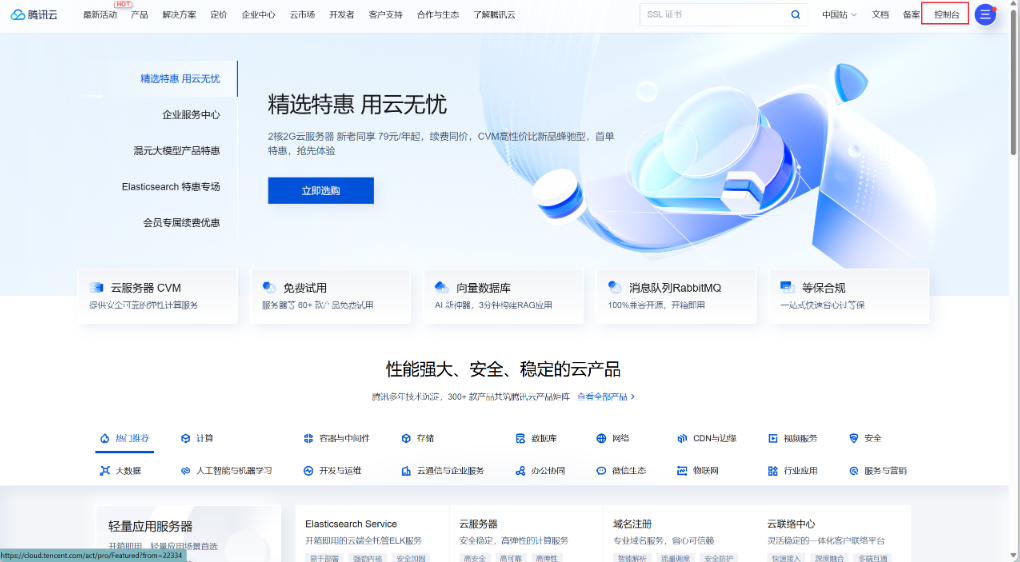 腾讯云
最新活动
HOT
产品
解决方案
定价
企业中心
云市场
开发者
客户支持
合作与生态
了解腾讯云
SSL 证书
中国站
文档
备案
控制台
精选特惠 用云无忧
企业服务中心
混元大模型产品特惠
Elasticsearch 特惠专场
会员专属续费优惠
精选特惠 用云无忧
2核2G云服务器 新老同享 79元/年起，续费同价，CVM高性价比新品蜂驰型，首单
特惠，抢先体验
立即选购
云服务器 CVM
提供安全可靠的弹性计算服务
免费试用
服务器等 60+ 款产品免费试用
向量数据库
AI 新神器，3分钟构建RAG应用
消息队列RabbitMQ
100%兼容开源，开箱即用
等保合规
一站式快速省心过等保
性能强大、安全、稳定的云产品
腾讯多年技术沉淀，300+ 款产品共筑腾讯云产品矩阵 查看全部产品 >
热门推荐
计算
容器与中间件
存储
数据库
网络
CDN与边缘
视频服务
安全
大数据
人工智能与机器学习
开发与运维
云通信与企业服务
办公协同
微信生态
物联网
行业应用
服务与营销
轻量应用服务器
开箱即用，轻量应用场景首选
Elasticsearch Service
开箱即用的云端全托管ELK服务
易于部署
强劲内核
安全加固
云服务器
安全稳定，高弹性的计算服务
高安全
高可靠
高弹性
域名注册
专业域名服务，省心可信赖
智能解析
流量调度
安全防护
云联络中心
灵活稳定的一体化客户联络平台
快速接入
深度融合
多端互通
https://cloud.tencent.com/act/pro/Featured?from=22334